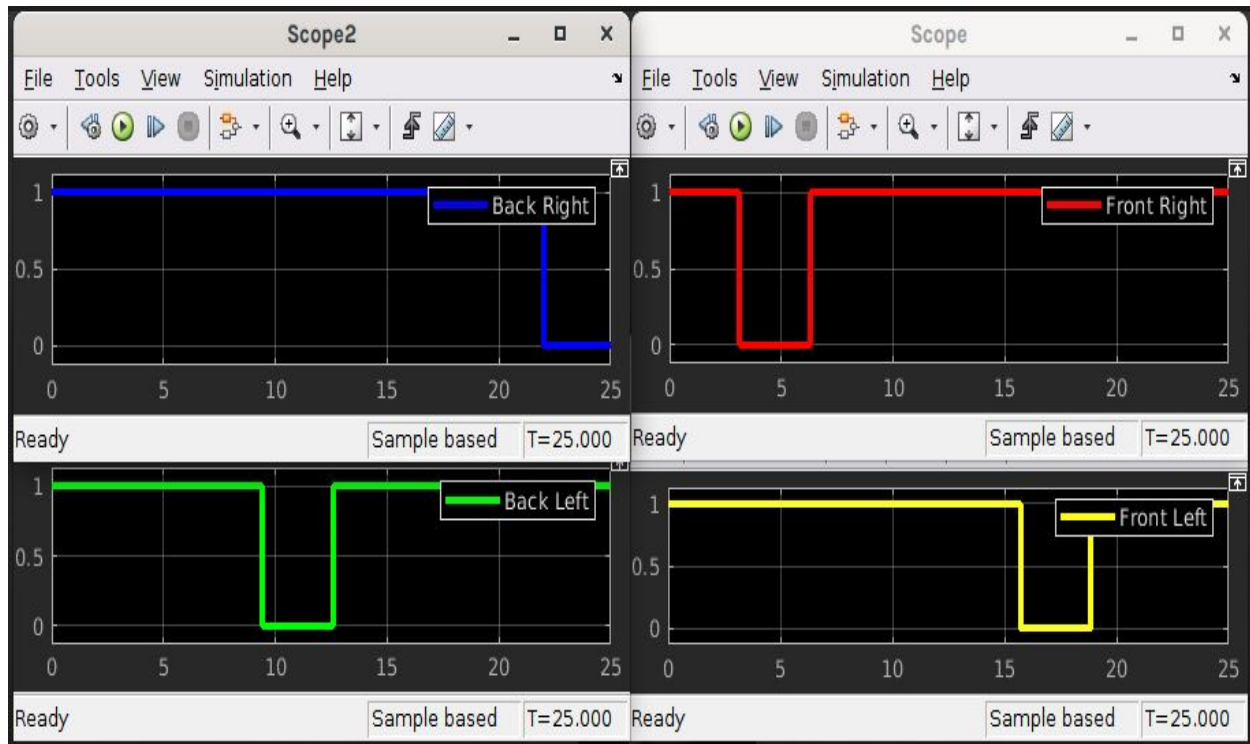 Scope2
File Tools View Simulation Help
1
Back Right
0.5
0
0 5 10 15 20 25
Ready Sample based T=25.000
1
Back Left
0.5
0
0 5 10 15 20 25
Ready Sample based T=25.000
Scope
File Tools View Simulation Help
1
Front Right
0.5
0
0 5 10 15 20 25
Ready Sample based T=25.000
1
Front Left
0.5
0
0 5 10 15 20 25
Ready Sample based T=25.000